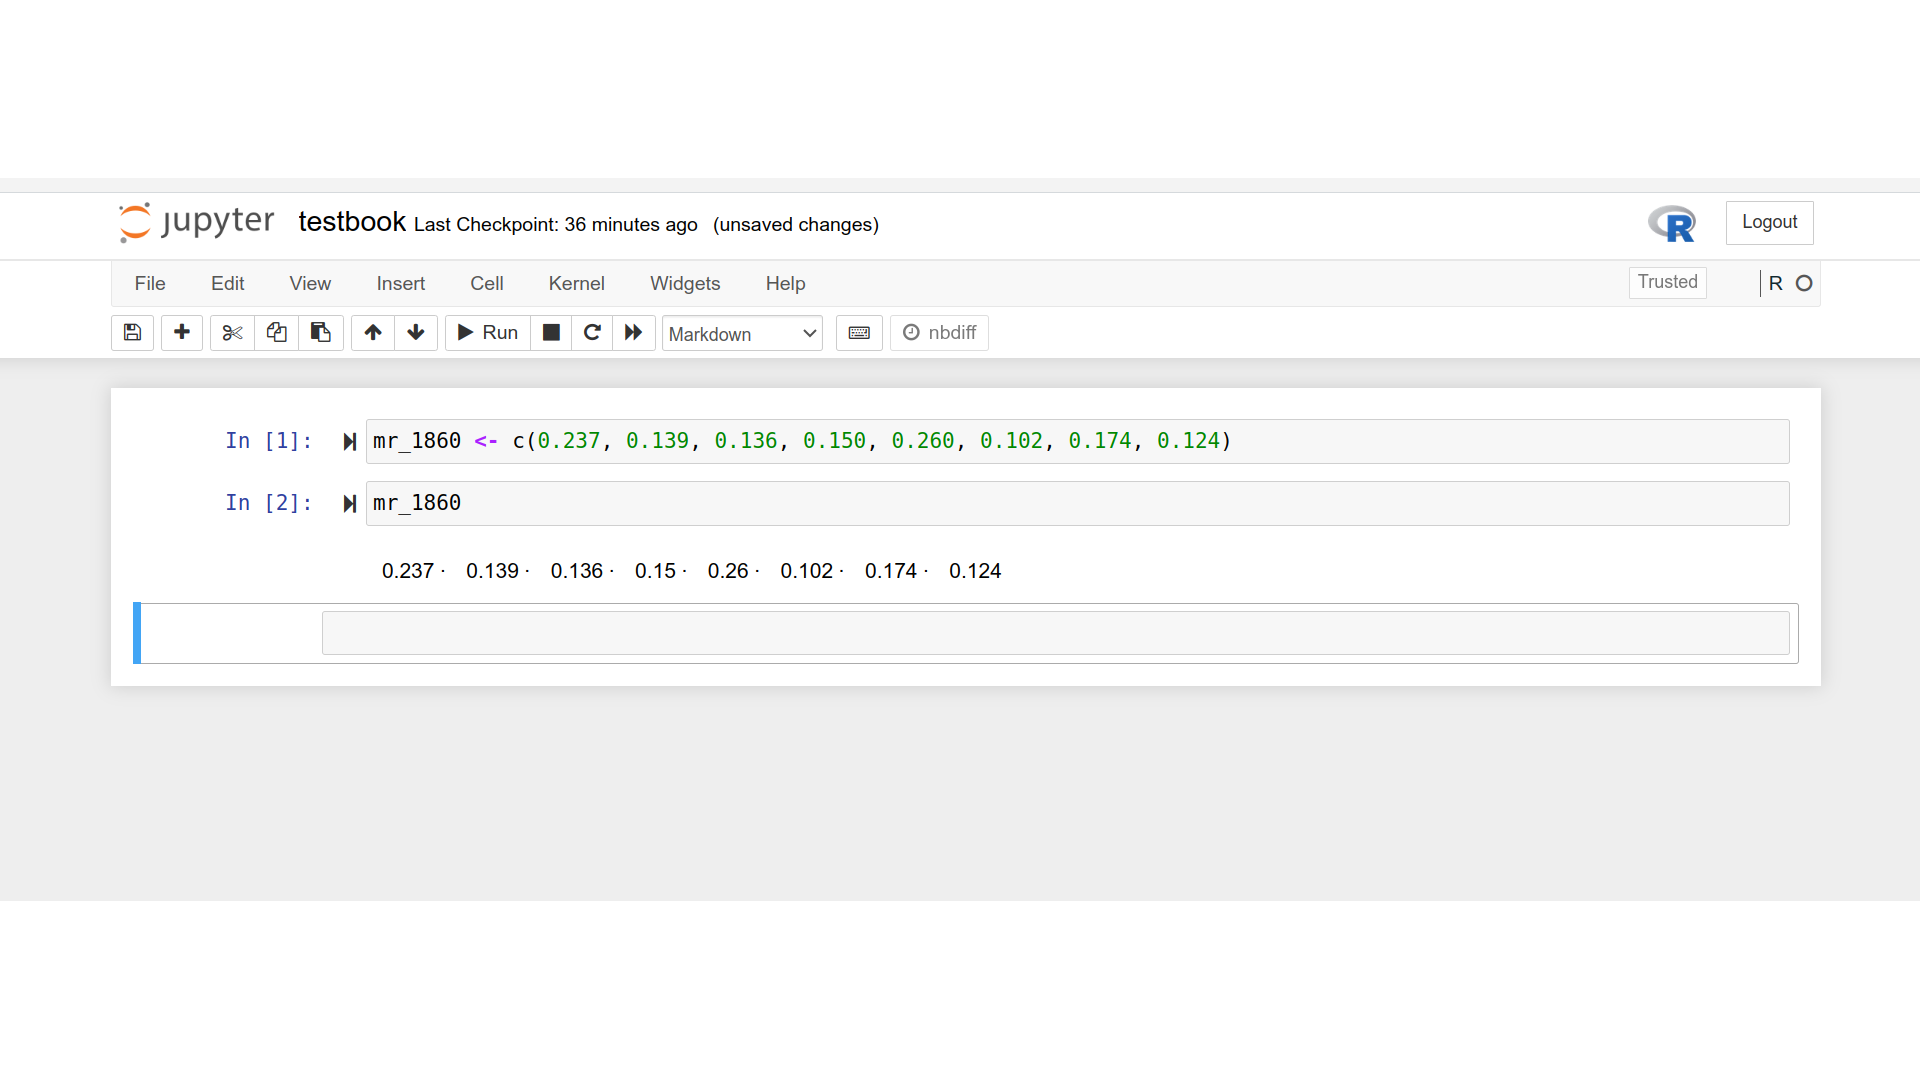 jupyter testbook Last Checkpoint: 36 minutes ago (unsaved changes) R Logout
File Edit View Insert Cell Kernel Widgets Help Trusted R
Run Markdown nbdiff
In [1]: mr_1860 <- c(0.237, 0.139, 0.136, 0.150, 0.260, 0.102, 0.174, 0.124)
In [2]: mr_1860
0.237 · 0.139 · 0.136 · 0.15 · 0.26 · 0.102 · 0.174 · 0.124